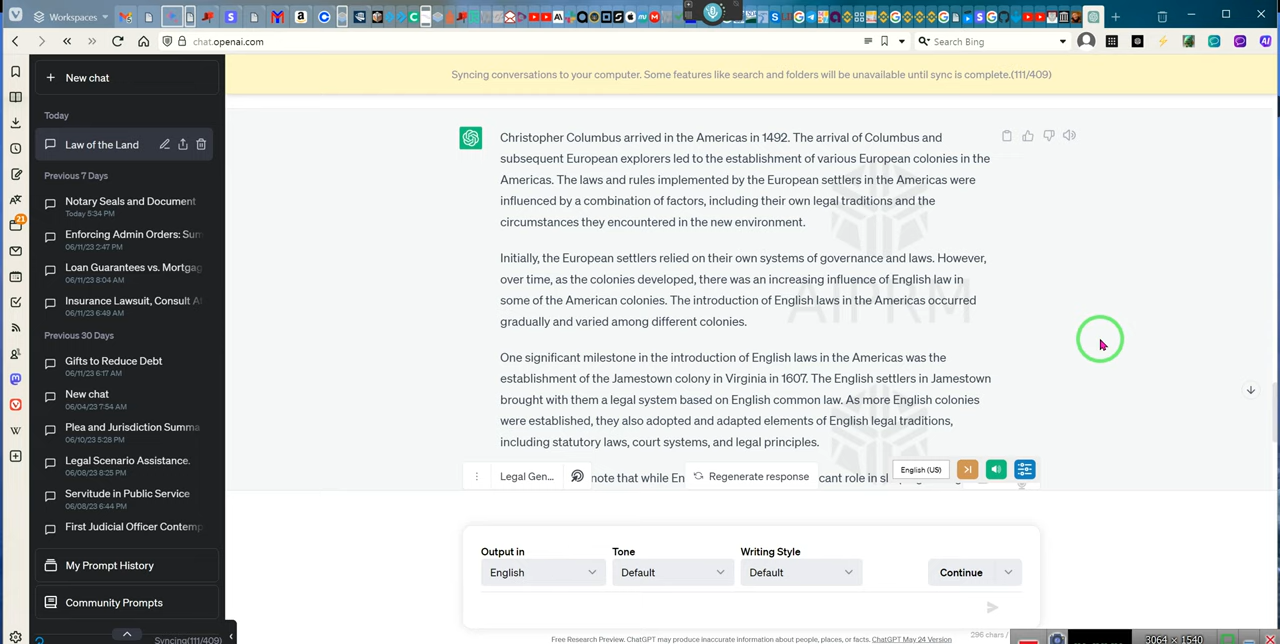 Workspaces
chat.openai.com
Search Bing
Syncing conversations to your computer. Some features like search and folders will be unavailable until sync is complete.(111/409)
New chat
Today
Law of the Land
Previous 7 Days
Notary Seals and Document
Today 5:34 PM
Enforcing Admin Orders: Sum
06/11/23 2:47 PM
Loan Guarantees vs. Mortgag
06/11/23 8:04 AM
Insurance Lawsuit, Consult A
06/11/23 6:49 AM
Previous 30 Days
Gifts to Reduce Debt
06/11/23 6:17 AM
New chat
06/04/23 7:54 AM
Plea and Jurisdiction Summa
06/10/23 5:28 PM
Legal Scenario Assistance.
06/08/23 8:25 PM
Servitude in Public Service
06/08/23 6:44 PM
First Judicial Officer Contemp
My Prompt History
Community Prompts
Syncing(111/409)
21
Christopher Columbus arrived in the Americas in 1492. The arrival of Columbus and
subsequent European explorers led to the establishment of various European colonies in the
Americas. The laws and rules implemented by the European settlers in the Americas were
influenced by a combination of factors, including their own legal traditions and the
circumstances they encountered in the new environment.
Initially, the European settlers relied on their own systems of governance and laws. However,
over time, as the colonies developed, there was an increasing influence of English law in
some of the American colonies. The introduction of English laws in the Americas occurred
gradually and varied among different colonies.
AIPRM
One significant milestone in the introduction of English laws in the Americas was the
establishment of the Jamestown colony in Virginia in 1607. The English settlers in Jamestown
brought with them a legal system based on English common law. As more English colonies
were established, they also adopted and adapted elements of English legal traditions,
including statutory laws, court systems, and legal principles.
Legal Gen... note that while En Regenerate response cant role in
English (US)
Output in Tone Writing Style
English Default Default Continue
296 chars /
Free Research Preview. ChatGPT may produce inaccurate information about people, places, or facts. ChatGPT May 24 Version
3064 × 1540